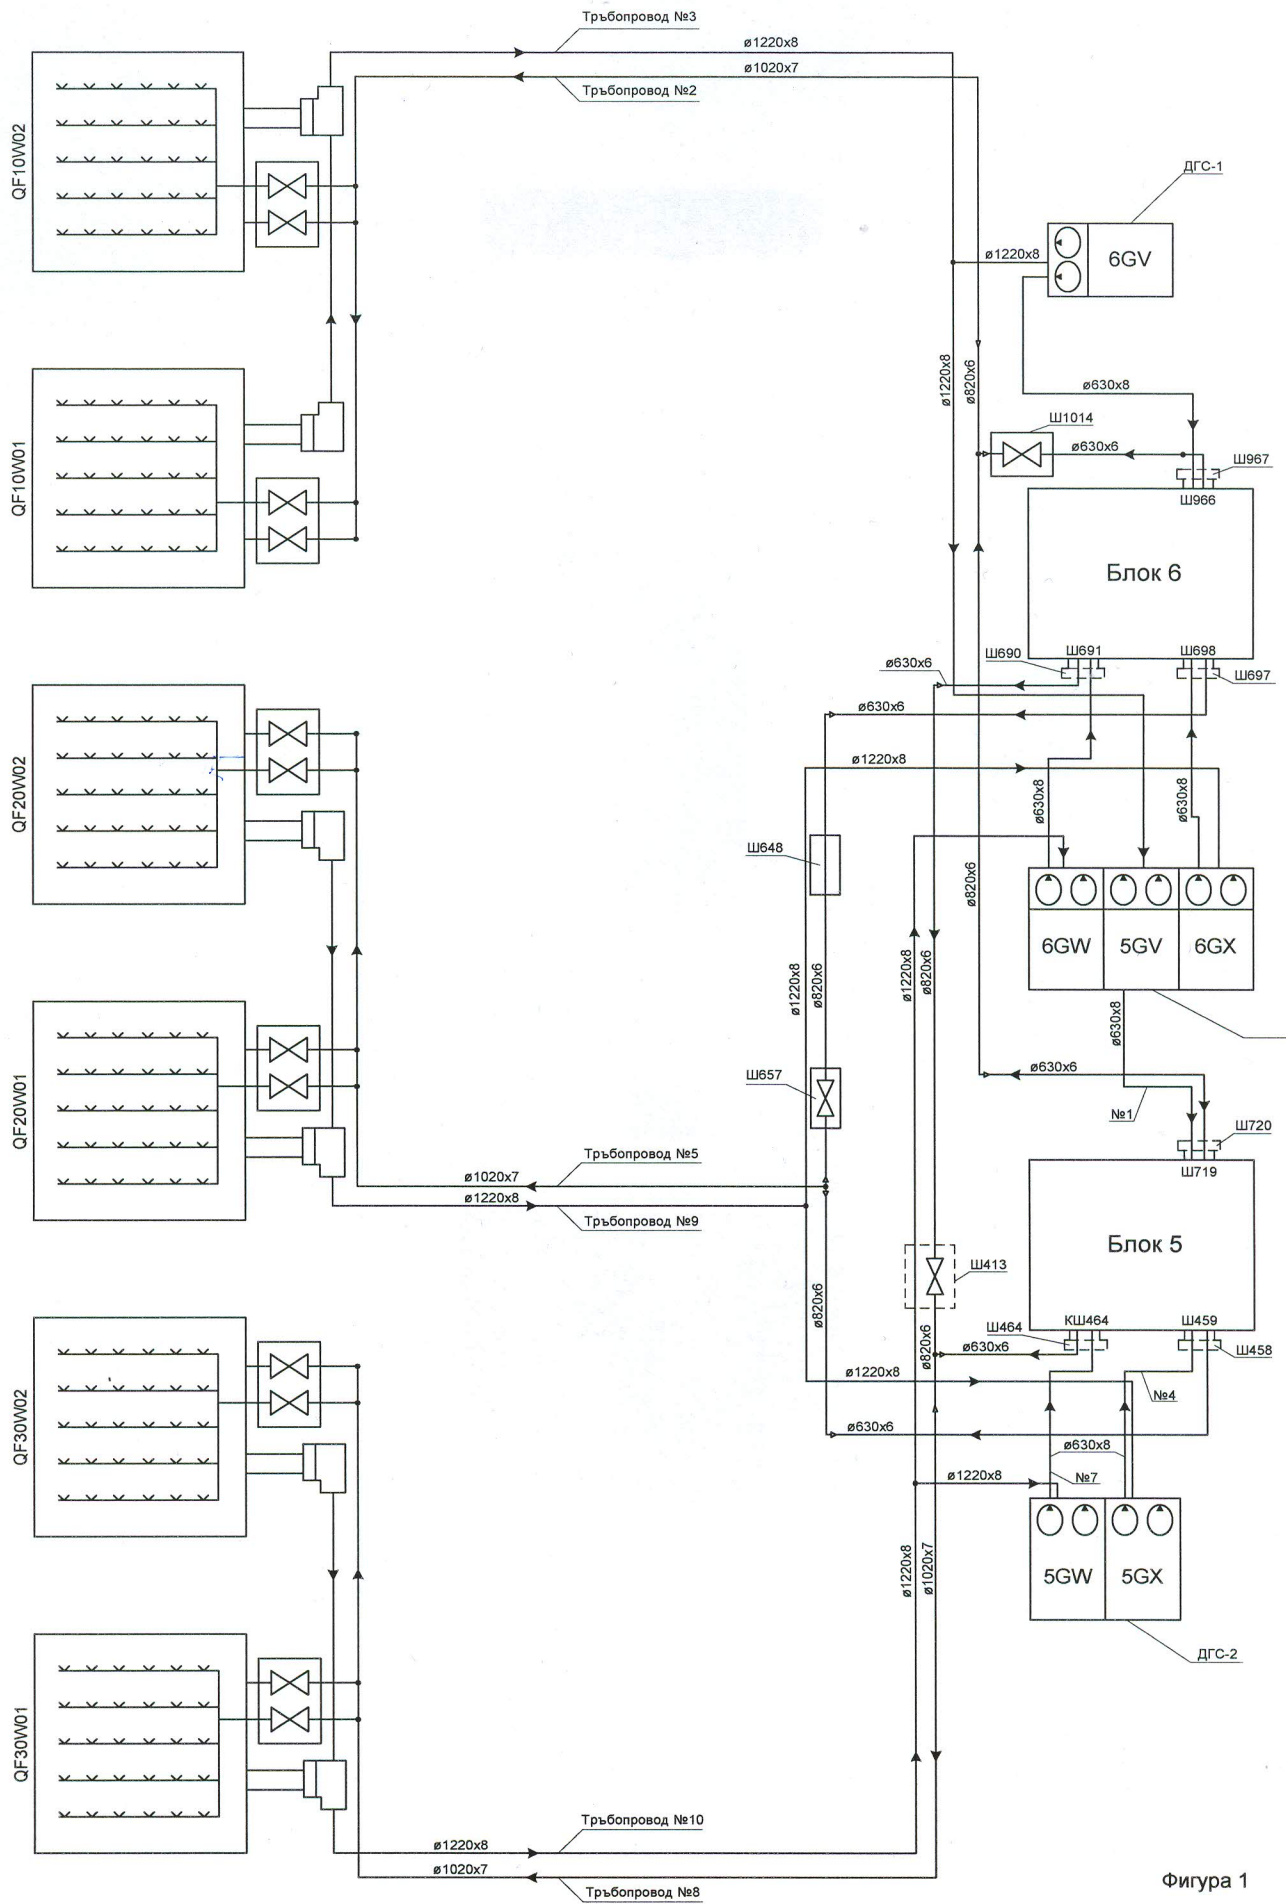 Тръбопровод №3
ø1220x8
ø1020x7
Тръбопровод №2
QF10W02
ДГС-1
ø1220x8
6GV
ø1220x8
ø820x6
ø630x8
Ш1014
ø630x6
Ш967
QF10W01
Ш966
Блок 6
Ш690
Ш691
Ш698
ø630x6
Ш697
ø630x6
ø1220x8
QF20W02
ø630x8
ø630x8
Ш648
ø820x6
6GW
5GV
6GX
ø1220x8
ø820x6
ø1220x8
ø820x6
ø630x8
QF20W01
Ш657
ø630x6
№1
Ш720
Тръбопровод №5
ø1020x7
Ш719
ø1220x8
Тръбопровод №9
Блок 5
Ш413
ø820x6
КШ464
Ш459
Ш464
ø820x6
ø630x6
Ш458
ø1220x8
№4
QF30W02
ø630x6
ø630x8
ø1220x8
№7
ø1220x8
ø1020x7
5GW
5GX
ДГС-2
QF30W01
Тръбопровод №10
ø1220x8
ø1020x7
Тръбопровод №8
Фигура 1